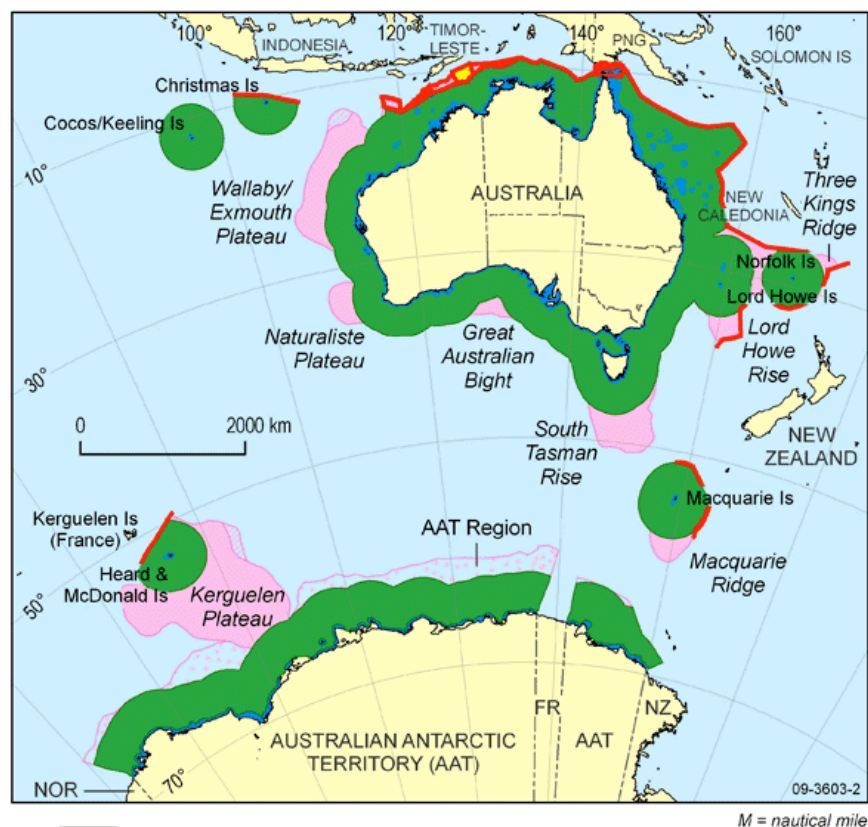 100°
120°
140°
160°
INDONESIA
TIMOR-
LESTE
PNG
SOLOMON IS
Christmas Is
Cocos/Keeling Is
10°
Wallaby/
Exmouth
Plateau
AUSTRALIA
NEW
CALEDONIA
Three
Kings
Ridge
Norfolk Is
Lord Howe Is
Naturaliste
Plateau
Great
Australian
Bight
Lord
Howe
Rise
30°
0
2000 km
South
Tasman
Rise
NEW
ZEALAND
Macquarie Is
Macquarie
Ridge
Kerguelen Is
(France)
AAT Region
Heard &
McDonald Is
Kerguelen
Plateau
50°
FR
NZ
AUSTRALIAN ANTARCTIC
TERRITORY (AAT)
AAT
70°
NOR
09-3603-2
M = nautical mile